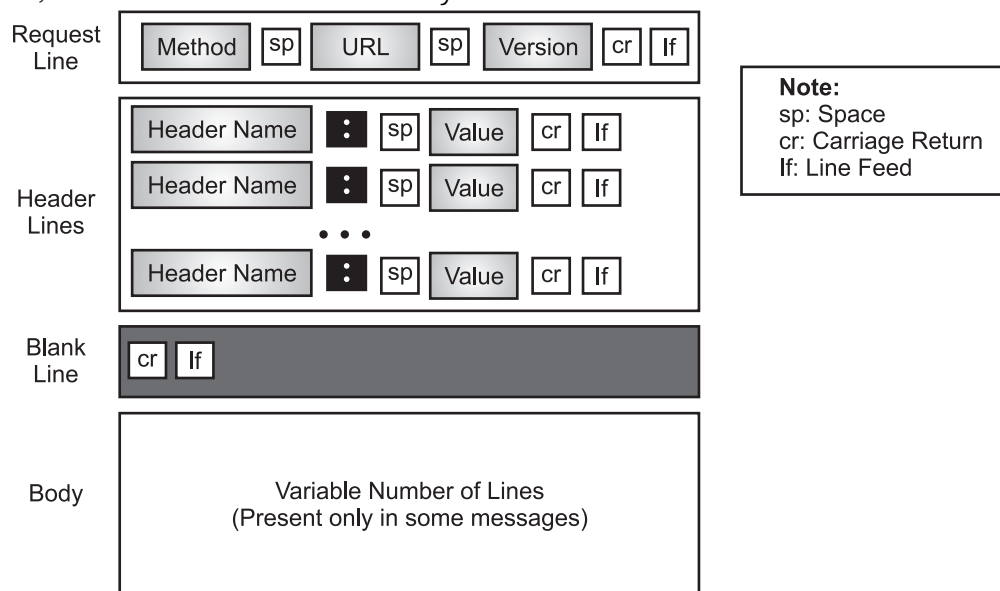 Request
Line
Method sp URL sp Version cr lf
Note:
sp: Space
cr: Carriage Return
lf: Line Feed
Header
Lines
Header Name : sp Value cr lf
Header Name : sp Value cr lf
• • •
Header Name : sp Value cr lf
Blank
Line
cr lf
Body
Variable Number of Lines
(Present only in some messages)